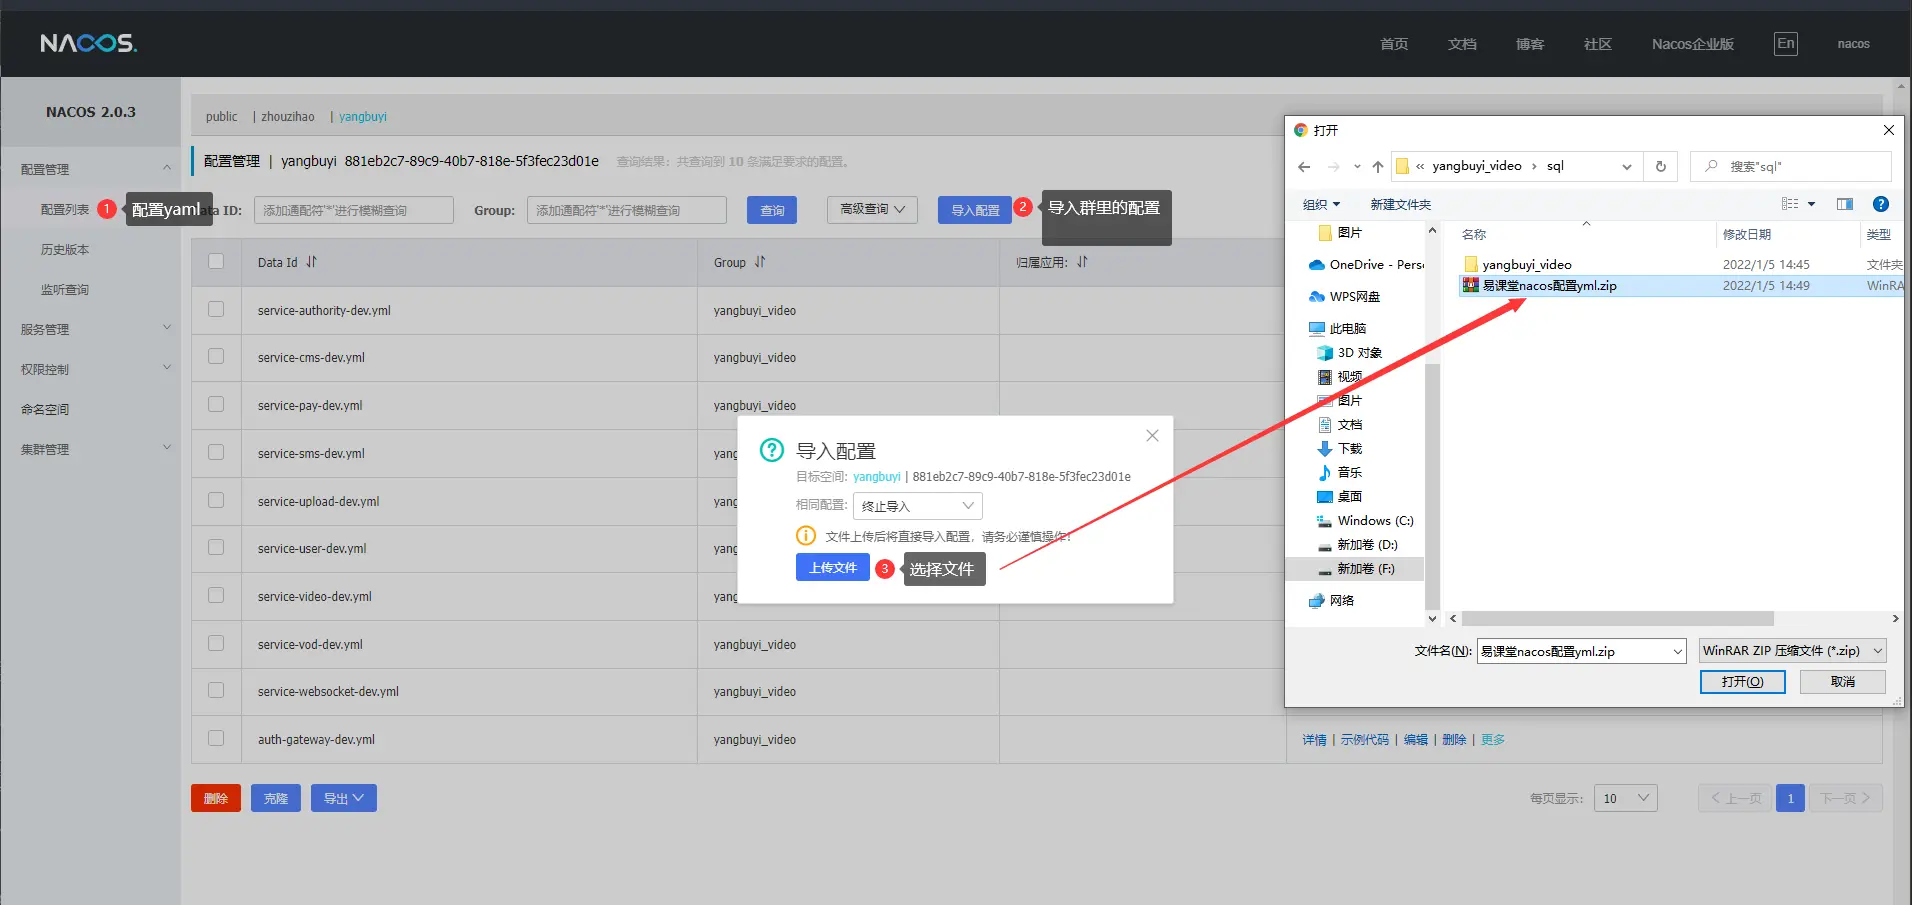 NACOS.
首页 文档 博客 社区 Nacos企业版 En nacos
NACOS 2.0.3
配置管理
配置列表
1 配置yaml
历史版本
监听查询
服务管理
权限控制
命名空间
集群管理
public | zhouzihao | yangbuyi
配置管理 | yangbuyi 881eb2c7-89c9-40b7-818e-5f3fec23d01e 查询结果：共查询到 10 条满足要求的配置。
ta ID: 添加通配符'*'进行模糊查询 Group: 添加通配符'*'进行模糊查询 查询 高级查询 导入配置 2 导入群里的配置
Data Id Group 归属应用:
service-authority-dev.yml yangbuyi_video
service-cms-dev.yml yangbuyi_video
service-pay-dev.yml yangbuyi_video
service-sms-dev.yml yang
service-upload-dev.yml yang
service-user-dev.yml yang
service-video-dev.yml yang
service-vod-dev.yml yangbuyi_video
service-websocket-dev.yml yangbuyi_video
auth-gateway-dev.yml yangbuyi_video 详情 | 示例代码 | 编辑 | 删除 | 更多
删除 克隆 导出 每页显示: 10 上一页 1 下一页
导入配置
目标空间: yangbuyi | 881eb2c7-89c9-40b7-818e-5f3fec23d01e
相同配置: 终止导入
文件上传后将直接导入配置，请务必谨慎操作!
上传文件 3 选择文件
打开
« yangbuyi_video › sql 搜索"sql"
组织 新建文件夹
图片
OneDrive - Pers
WPS网盘
此电脑
3D 对象
视频
图片
文档
下载
音乐
桌面
Windows (C:)
新加卷 (D:)
新加卷 (F:)
网络
名称 修改日期 类型
yangbuyi_video 2022/1/5 14:45 文件夹
易课堂nacos配置yml.zip 2022/1/5 14:49 WinRA
文件名(N): 易课堂nacos配置yml.zip WinRAR ZIP 压缩文件 (*.zip)
打开(O) 取消